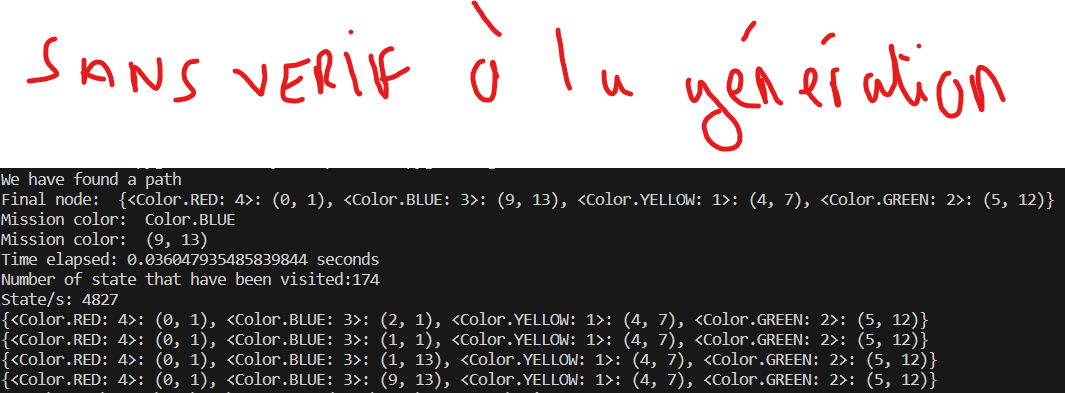 SANS VERIF à la génération
We have found a path
Final node:  {<Color.RED: 4>: (0, 1), <Color.BLUE: 3>: (9, 13), <Color.YELLOW: 1>: (4, 7), <Color.GREEN: 2>: (5, 12)}
Mission color:  Color.BLUE
Mission color:  (9, 13)
Time elapsed: 0.036047935485839844 seconds
Number of state that have been visited:174
State/s: 4827
{<Color.RED: 4>: (0, 1), <Color.BLUE: 3>: (2, 1), <Color.YELLOW: 1>: (4, 7), <Color.GREEN: 2>: (5, 12)}
{<Color.RED: 4>: (0, 1), <Color.BLUE: 3>: (1, 1), <Color.YELLOW: 1>: (4, 7), <Color.GREEN: 2>: (5, 12)}
{<Color.RED: 4>: (0, 1), <Color.BLUE: 3>: (1, 13), <Color.YELLOW: 1>: (4, 7), <Color.GREEN: 2>: (5, 12)}
{<Color.RED: 4>: (0, 1), <Color.BLUE: 3>: (9, 13), <Color.YELLOW: 1>: (4, 7), <Color.GREEN: 2>: (5, 12)}